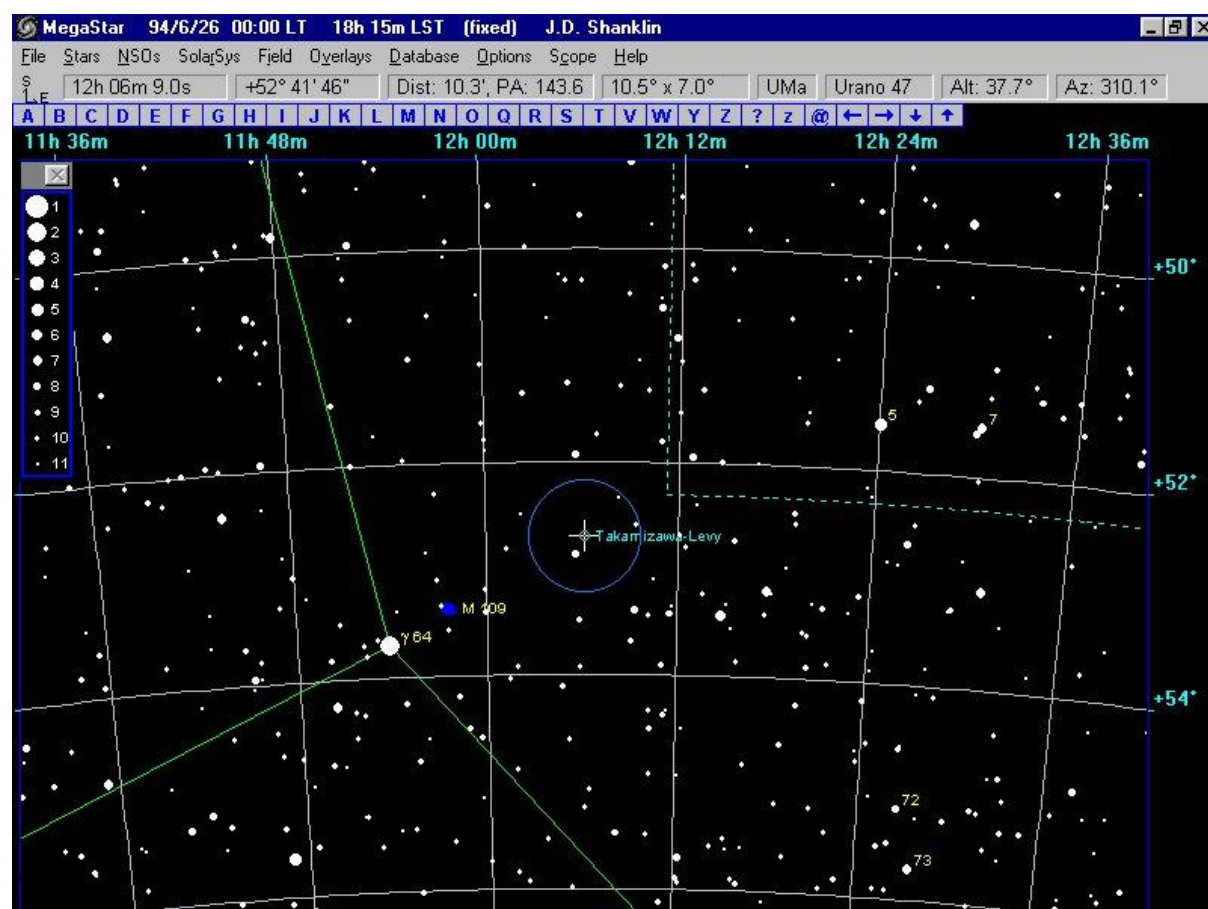 MegaStar 94/6/26 00:00 LT 18h 15m LST (fixed) J.D. Shanklin
File Stars NSOs SolarSys Field Overlays Database Options Scope Help
S L E 12h 06m 9.0s +52° 41' 46" Dist: 10.3', PA: 143.6 10.5° x 7.0° UMa Urano 47 Alt: 37.7° Az: 310.1°
A B C D E F G H I J K L M N O Q R S T V W Y Z ? z @ ← → ↓ ↑
11h 36m 11h 48m 12h 00m 12h 12m 12h 24m 12h 36m
1
2
3
4
5
6
7
8
9
10
11
+50°
5 7
+52°
Takamizawa-Levy
M 109
γ 64
+54°
72
73